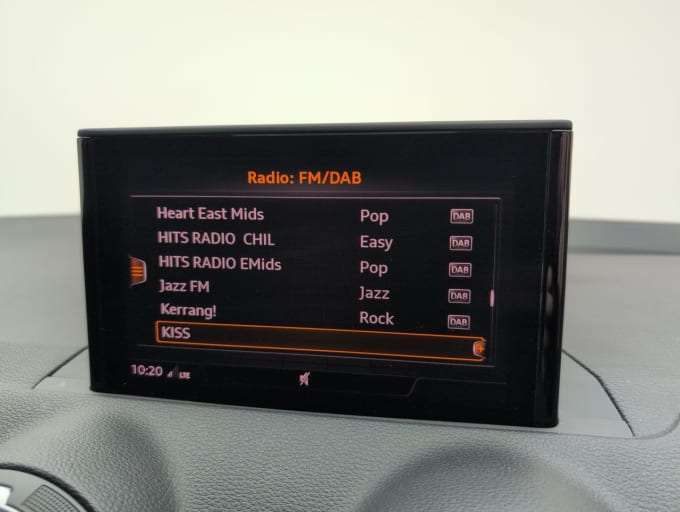 Radio: FM/DAB
Heart East Mids Pop DAB
HITS RADIO CHIL Easy DAB
HITS RADIO EMids Pop DAB
Jazz FM Jazz DAB
Kerrang! Rock DAB
KISS
10:20 LTE